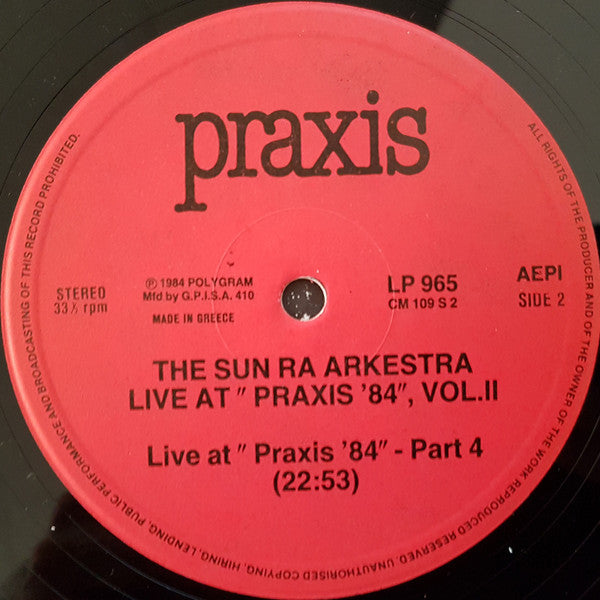 praxis
STEREO
33⅓ rpm
℗ 1984 POLYGRAM
Mfd by G.P.I.S.A. 410
MADE IN GREECE
LP 965
CM 109 S 2
AEPI
SIDE 2
THE SUN RA ARKESTRA
LIVE AT " PRAXIS '84", VOL.II
Live at " Praxis '84" - Part 4
(22:53)
ALL RIGHTS OF THE PRODUCER AND OF THE OWNER OF THE WORK REPRODUCED RESERVED. UNAUTHORISED COPYING, HIRING, LENDING, PUBLIC PERFORMANCE AND BROADCASTING OF THIS RECORD PROHIBITED.